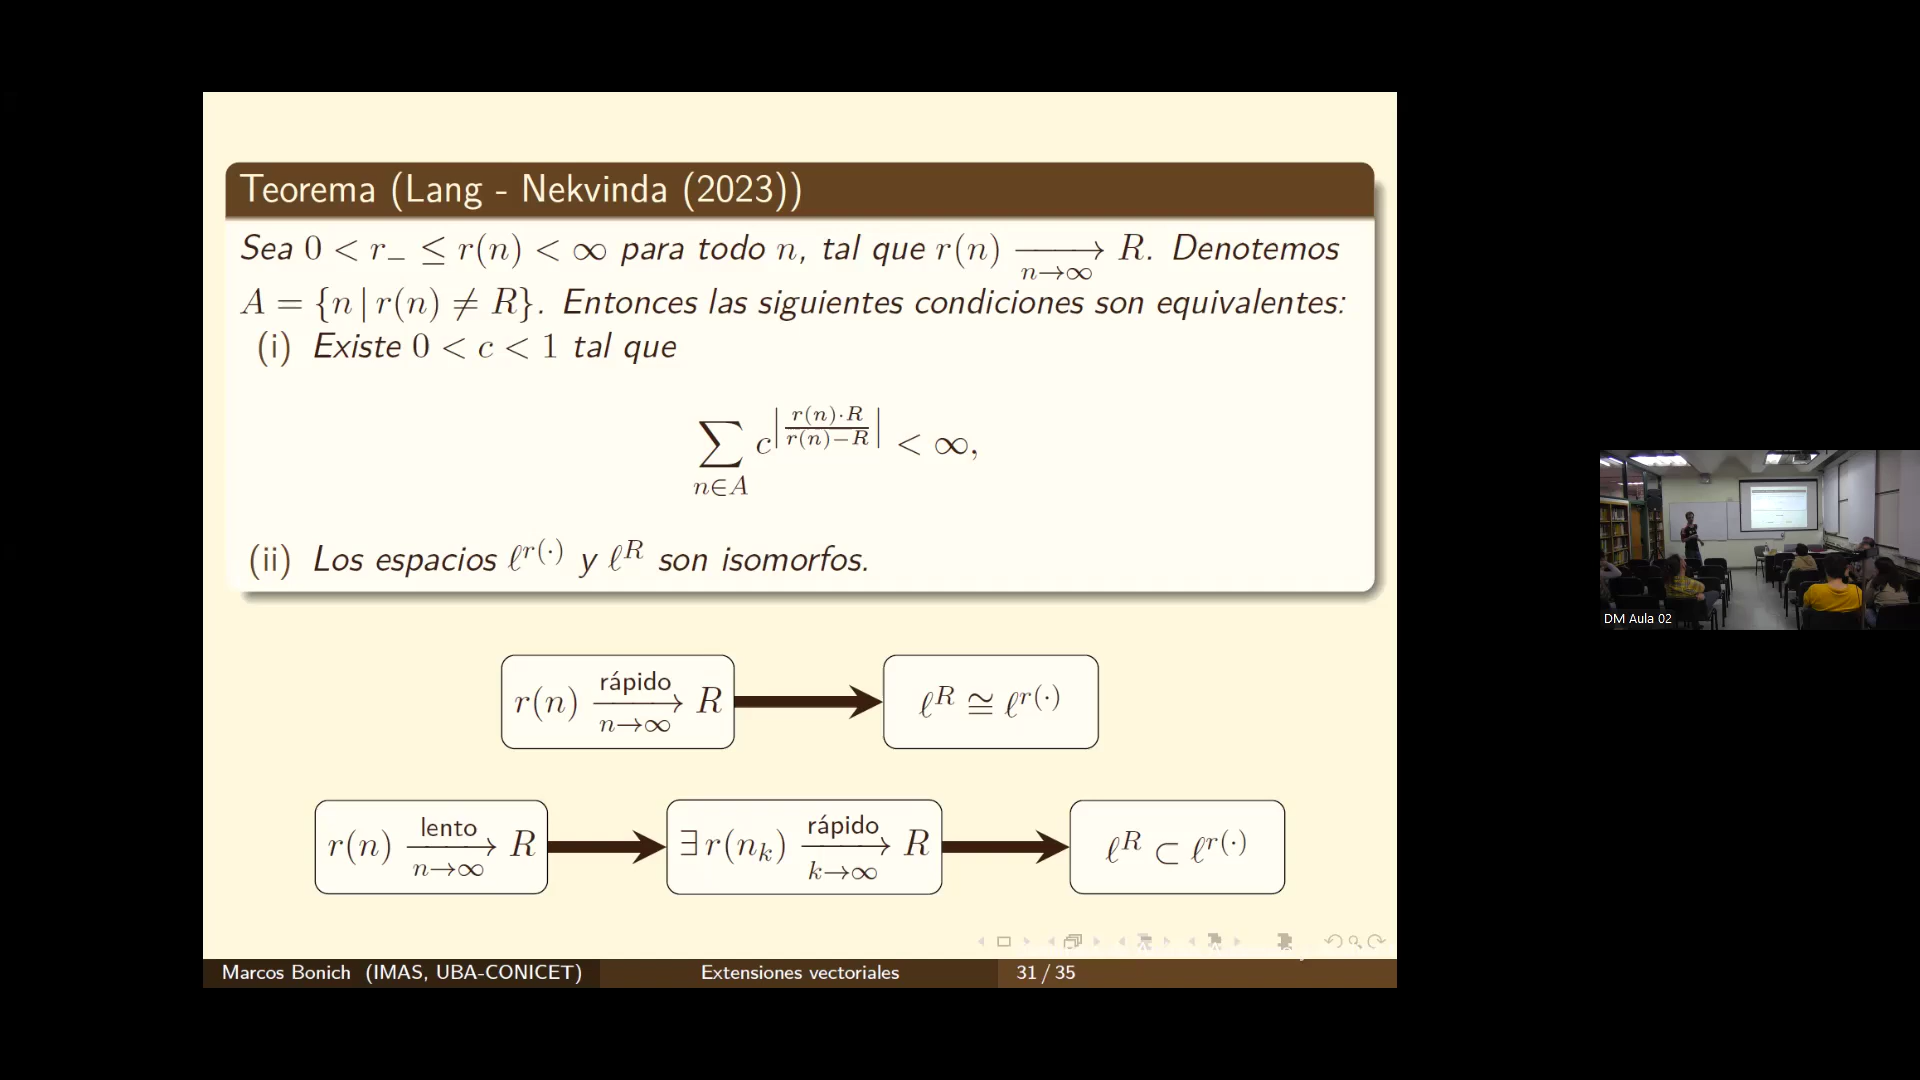 Teorema (Lang - Nekvinda (2023))
Sea 0 < r₋ ≤ r(n) < ∞ para todo n, tal que r(n) ⟶ R. Denotemos
n→∞
A = {n | r(n) ≠ R}. Entonces las siguientes condiciones son equivalentes:
(i) Existe 0 < c < 1 tal que
∑_{n∈A} c^{|r(n)·R / r(n)−R|} < ∞,
(ii) Los espacios ℓ^{r(·)} y ℓ^R son isomorfos.
rápido
r(n) ⟶ R
n→∞
ℓ^R ≅ ℓ^{r(·)}
lento
r(n) ⟶ R
n→∞
rápido
∃ r(n_k) ⟶ R
k→∞
ℓ^R ⊂ ℓ^{r(·)}
Marcos Bonich (IMAS, UBA-CONICET)
Extensiones vectoriales
31 / 35
DM Aula 02